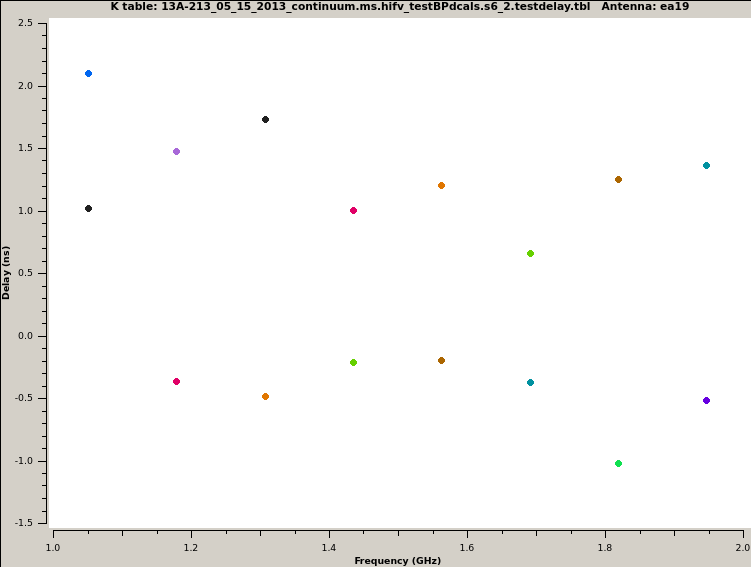 K table: 13A-213_05_15_2013_continuum.ms.hifv_testBPdcals.s6_2.testdelay.tbl   Antenna: ea19
2.5
2.0
1.5
1.0
0.5
0.0
-0.5
-1.0
-1.5
Delay (ns)
1.0 1.2 1.4 1.6 1.8 2.0
Frequency (GHz)